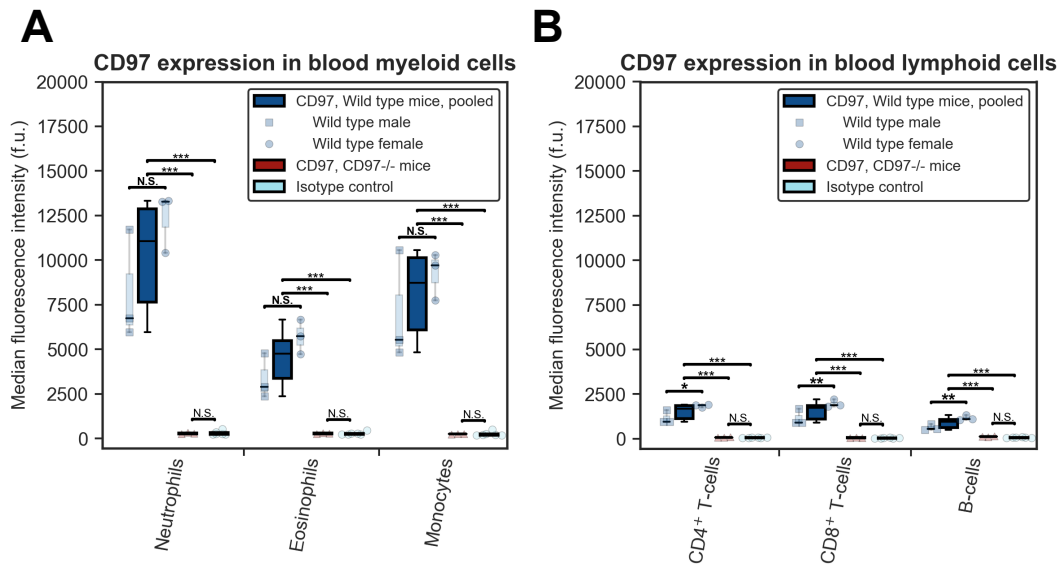 A
CD97 expression in blood myeloid cells
Median fluorescence intensity (f.u.)
20000
17500
15000
12500
10000
7500
5000
2500
0
CD97, Wild type mice, pooled
Wild type male
Wild type female
CD97, CD97-/- mice
Isotype control
***
***
N.S.
N.S.
***
***
N.S.
N.S.
***
***
N.S.
N.S.
Neutrophils
Eosinophils
Monocytes
B
CD97 expression in blood lymphoid cells
Median fluorescence intensity (f.u.)
20000
17500
15000
12500
10000
7500
5000
2500
0
CD97, Wild type mice, pooled
Wild type male
Wild type female
CD97, CD97-/- mice
Isotype control
***
***
*
N.S.
***
***
**
N.S.
***
***
**
N.S.
CD4⁺ T-cells
CD8⁺ T-cells
B-cells